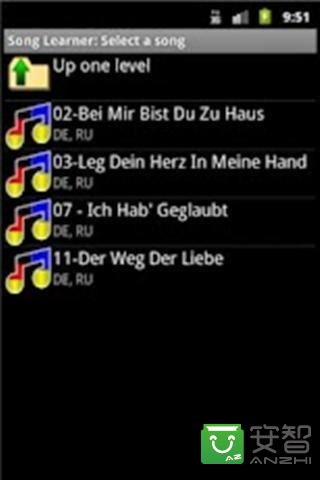 9:51
Song Learner: Select a song
Up one level
02-Bei Mir Bist Du Zu Haus
DE, RU
03-Leg Dein Herz In Meine Hand
DE, RU
07 - Ich Hab' Geglaubt
DE, RU
11-Der Weg Der Liebe
DE, RU
AZ
安智
ANZHI